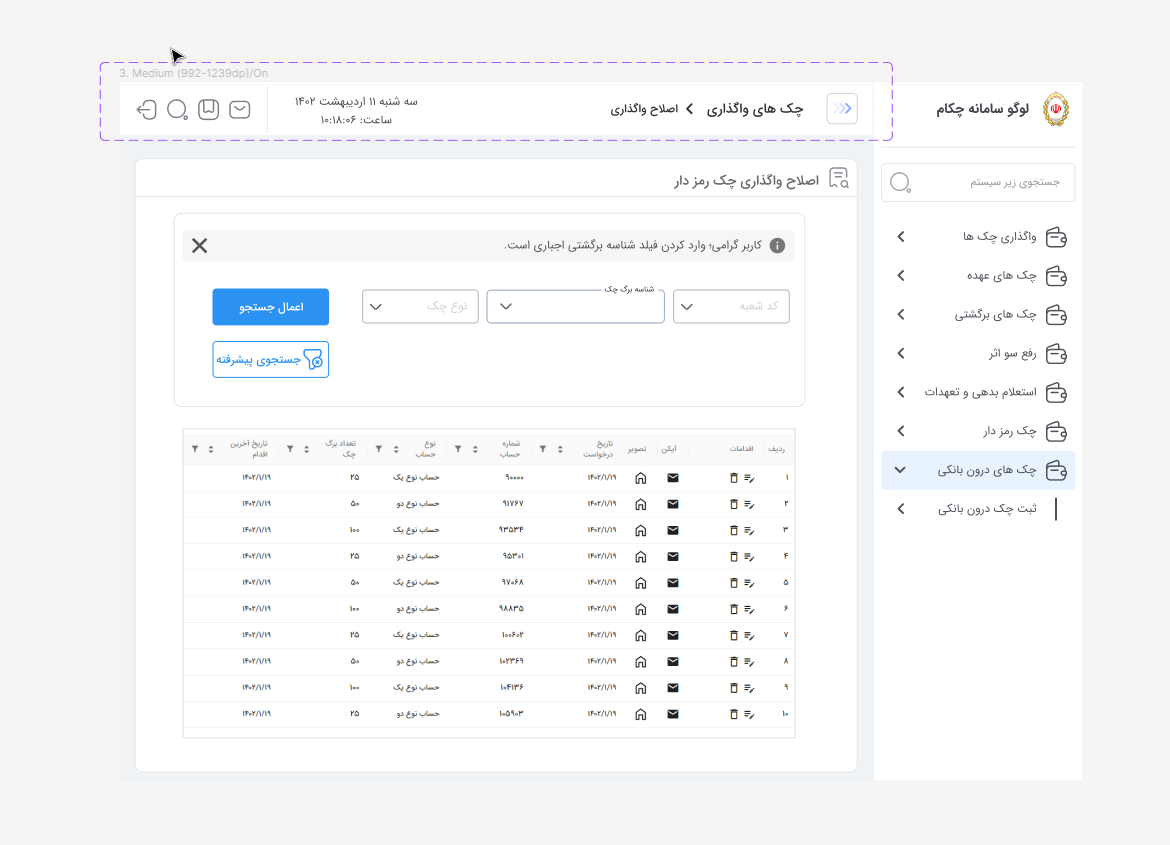 3. Medium (992-1239dp)/On
لوگو سامانه چکام
چک های واگذاری
اصلاح واگذاری
سه شنبه ۱۱ اردیبهشت ۱۴۰۲
ساعت: ۱۰:۱۸:۰۶
جستجوی زیر سیستم
واگذاری چک ها
چک های عهده
چک های برگشتی
رفع سو اثر
استعلام بدهی و تعهدات
چک رمز دار
چک های درون بانکی
ثبت چک درون بانکی
اصلاح واگذاری چک رمز دار
کاربر گرامی؛ وارد کردن فیلد شناسه برگشتی اجباری است.
کد شعبه
شناسه برگ چک
نوع چک
اعمال جستجو
جستجوی پیشرفته
ردیف اقدامات آیکن تصویر تاریخ درخواست شماره حساب نوع حساب تعداد برگ چک تاریخ آخرین اقدام
۱ ۱۴۰۲/۱/۱۹ ۹۰۰۰۰ حساب نوع یک ۲۵ ۱۴۰۲/۱/۱۹
۲ ۱۴۰۲/۱/۱۹ ۹۱۷۶۷ حساب نوع دو ۵۰ ۱۴۰۲/۱/۱۹
۳ ۱۴۰۲/۱/۱۹ ۹۳۵۳۴ حساب نوع یک ۱۰۰ ۱۴۰۲/۱/۱۹
۴ ۱۴۰۲/۱/۱۹ ۹۵۳۰۱ حساب نوع دو ۲۵ ۱۴۰۲/۱/۱۹
۵ ۱۴۰۲/۱/۱۹ ۹۷۰۶۸ حساب نوع یک ۵۰ ۱۴۰۲/۱/۱۹
۶ ۱۴۰۲/۱/۱۹ ۹۸۸۳۵ حساب نوع دو ۱۰۰ ۱۴۰۲/۱/۱۹
۷ ۱۴۰۲/۱/۱۹ ۱۰۰۶۰۲ حساب نوع یک ۲۵ ۱۴۰۲/۱/۱۹
۸ ۱۴۰۲/۱/۱۹ ۱۰۲۳۶۹ حساب نوع دو ۵۰ ۱۴۰۲/۱/۱۹
۹ ۱۴۰۲/۱/۱۹ ۱۰۴۱۳۶ حساب نوع یک ۱۰۰ ۱۴۰۲/۱/۱۹
۱۰ ۱۴۰۲/۱/۱۹ ۱۰۵۹۰۳ حساب نوع دو ۲۵ ۱۴۰۲/۱/۱۹